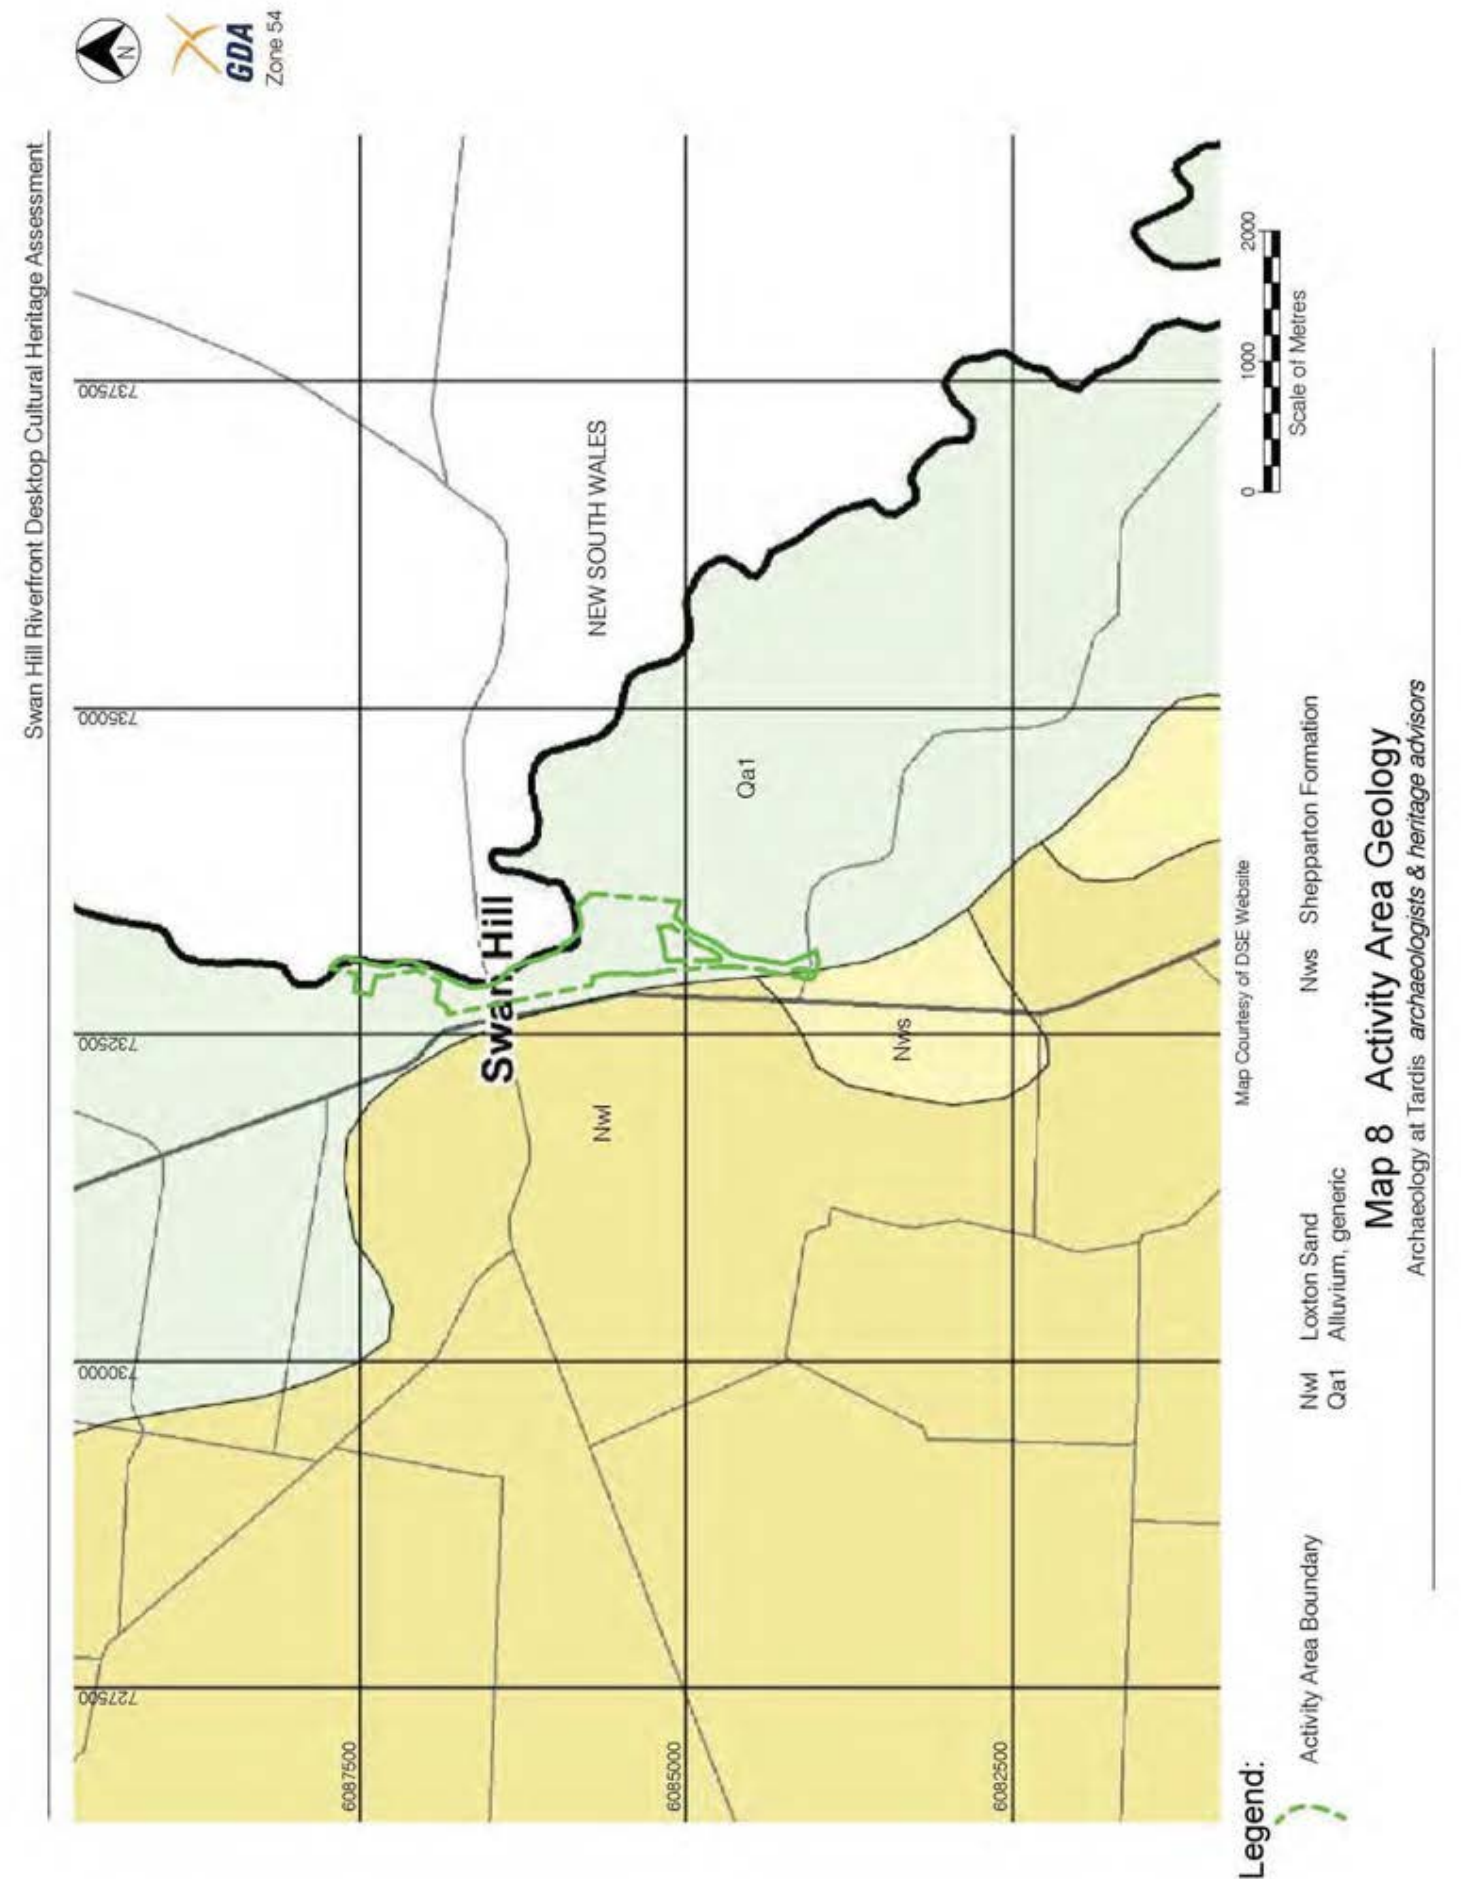 Swan Hill Riverfront Desktop Cultural Heritage Assessment
N
GDA
Zone 54
727500
730000
732500
735000
737500
6087500
6085000
6082500
Swan Hill
NEW SOUTH WALES
Nwl
Qa1
Nws
Map Courtesy of DSE Website
0 1000 2000
Scale of Metres
Legend:
Activity Area Boundary
Nwl Loxton Sand
Qa1 Alluvium, generic
Nws Shepparton Formation
Map 8 Activity Area Geology
Archaeology at Tardis archaeologists & heritage advisors